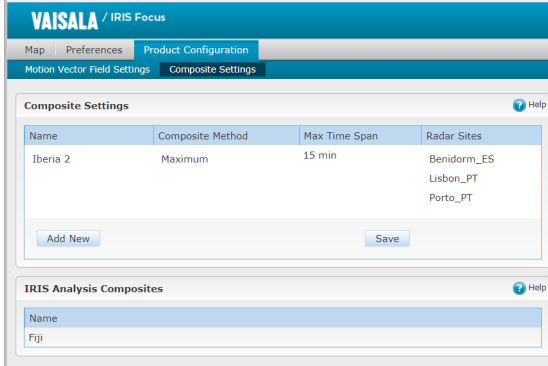 VAISALA / IRIS Focus
Map Preferences Product Configuration
Motion Vector Field Settings Composite Settings
Composite Settings ? Help
Name Composite Method Max Time Span Radar Sites
Iberia 2 Maximum 15 min Benidorm_ES
Lisbon_PT
Porto_PT
Add New Save
IRIS Analysis Composites ? Help
Name
Fiji